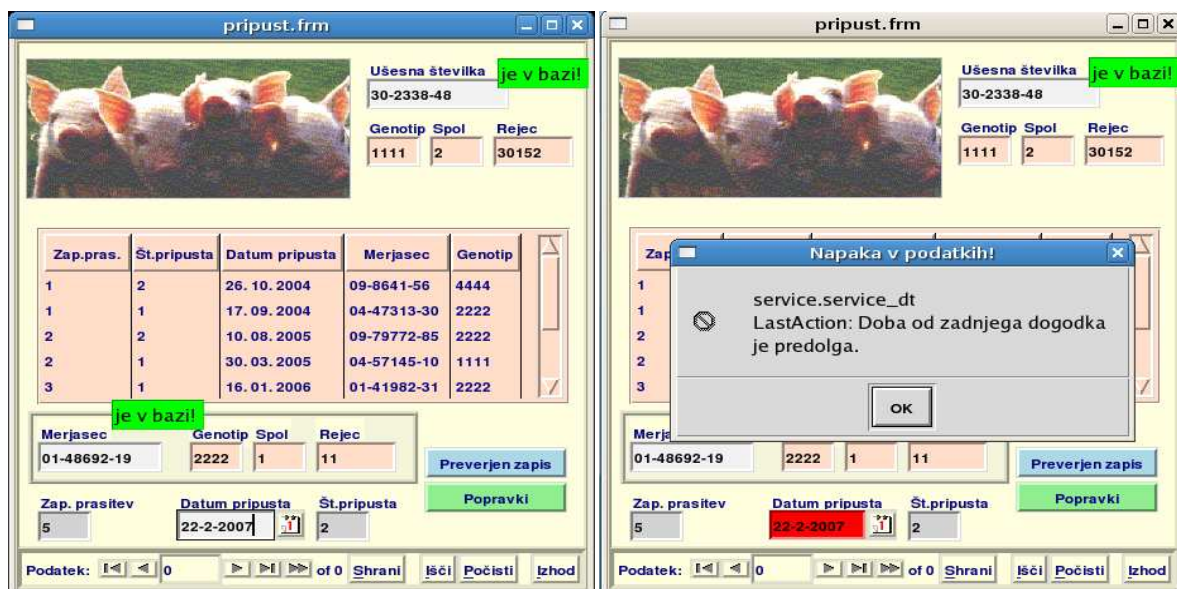 pripust.frm
Ušesna številka
je v bazi!
30-2338-48
Genotip Spol Rejec
1111 2 30152
Zap.pras. Št.pripusta Datum pripusta Merjasec Genotip
1 2 26. 10. 2004 09-8641-56 4444
1 1 17. 09. 2004 04-47313-30 2222
2 2 10. 08. 2005 09-79772-85 2222
2 1 30. 03. 2005 04-57145-10 1111
3 1 16. 01. 2006 01-41982-31 2222
je v bazi!
Merjasec Genotip Spol Rejec
01-48692-19 2222 1 11
Preverjen zapis
Popravki
Zap. prasitev Datum pripusta Št.pripusta
5 22-2-2007 2
Podatek: 0 of 0 Shrani Išči Počisti Izhod
pripust.frm
Ušesna številka
je v bazi!
30-2338-48
Genotip Spol Rejec
1111 2 30152
Zap
1
1
2
2
3
Napaka v podatkih!
service.service_dt
LastAction: Doba od zadnjega dogodka
je predolga.
OK
Merja
01-48692-19 2222 1 11
Preverjen zapis
Popravki
Zap. prasitev Datum pripusta Št.pripusta
5 22-2-2007 2
Podatek: 0 of 0 Shrani Išči Počisti Izhod